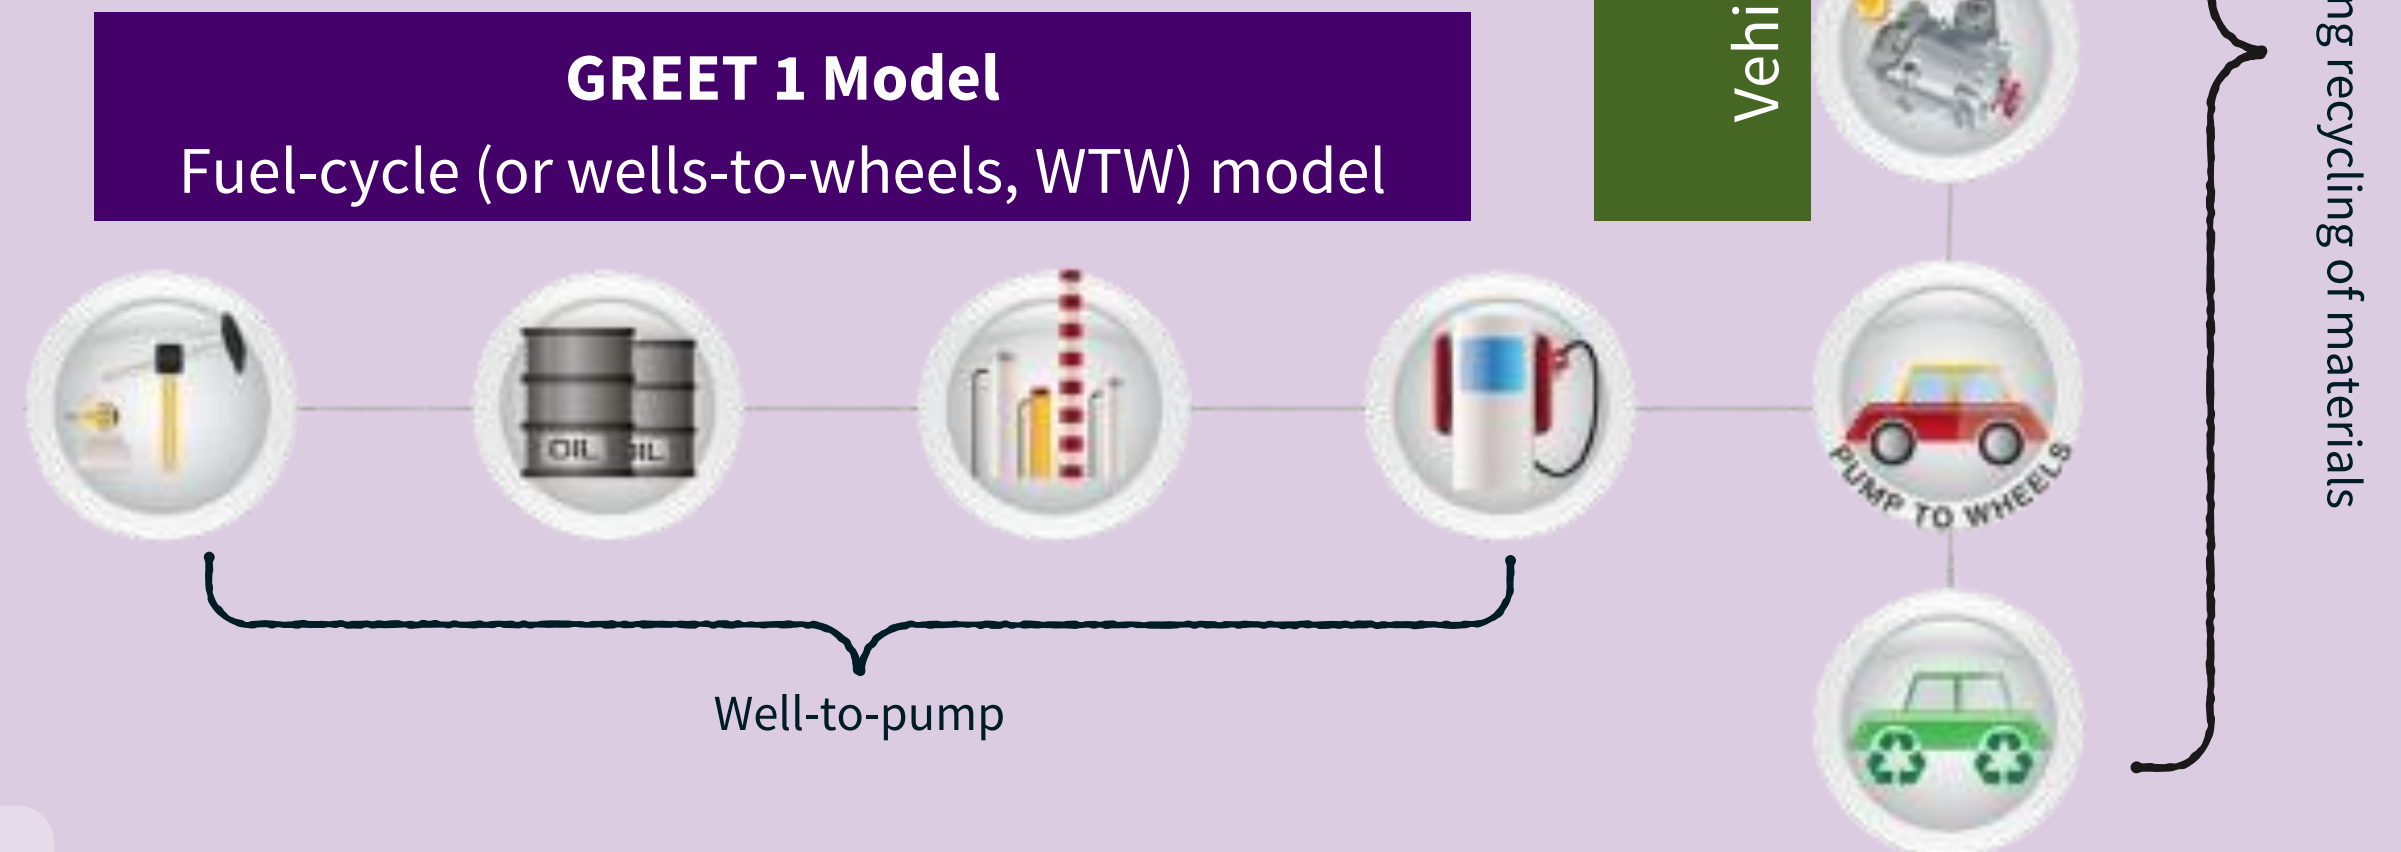 GREET 1 Model
Fuel-cycle (or wells-to-wheels, WTW) model
Vehi
OIL
OIL
PUMP TO WHEELS
Well-to-pump
ng recycling of materials